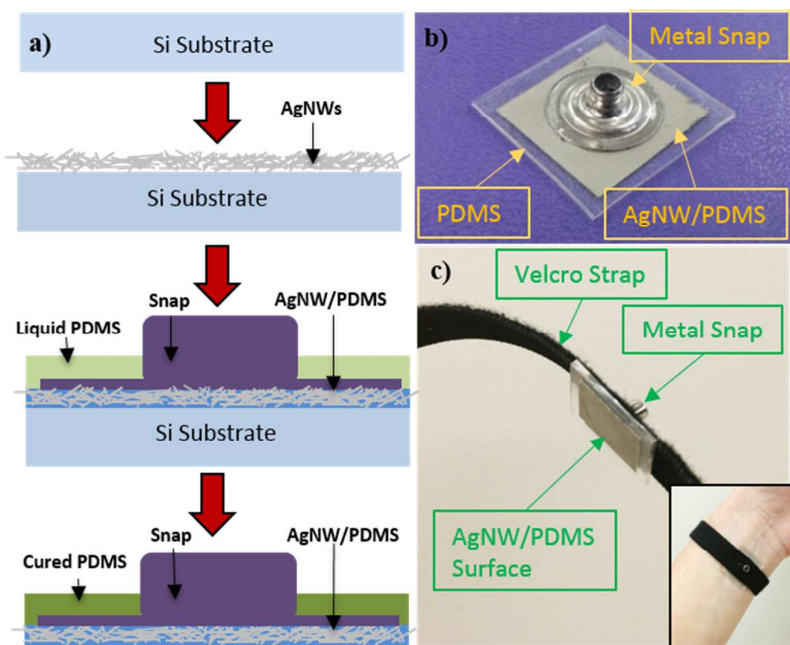 a)
Si Substrate
AgNWs
Si Substrate
Snap
AgNW/PDMS
Liquid PDMS
Si Substrate
Snap
AgNW/PDMS
Cured PDMS
b)
Metal Snap
PDMS
AgNW/PDMS
c)
Velcro Strap
Metal Snap
AgNW/PDMS
Surface